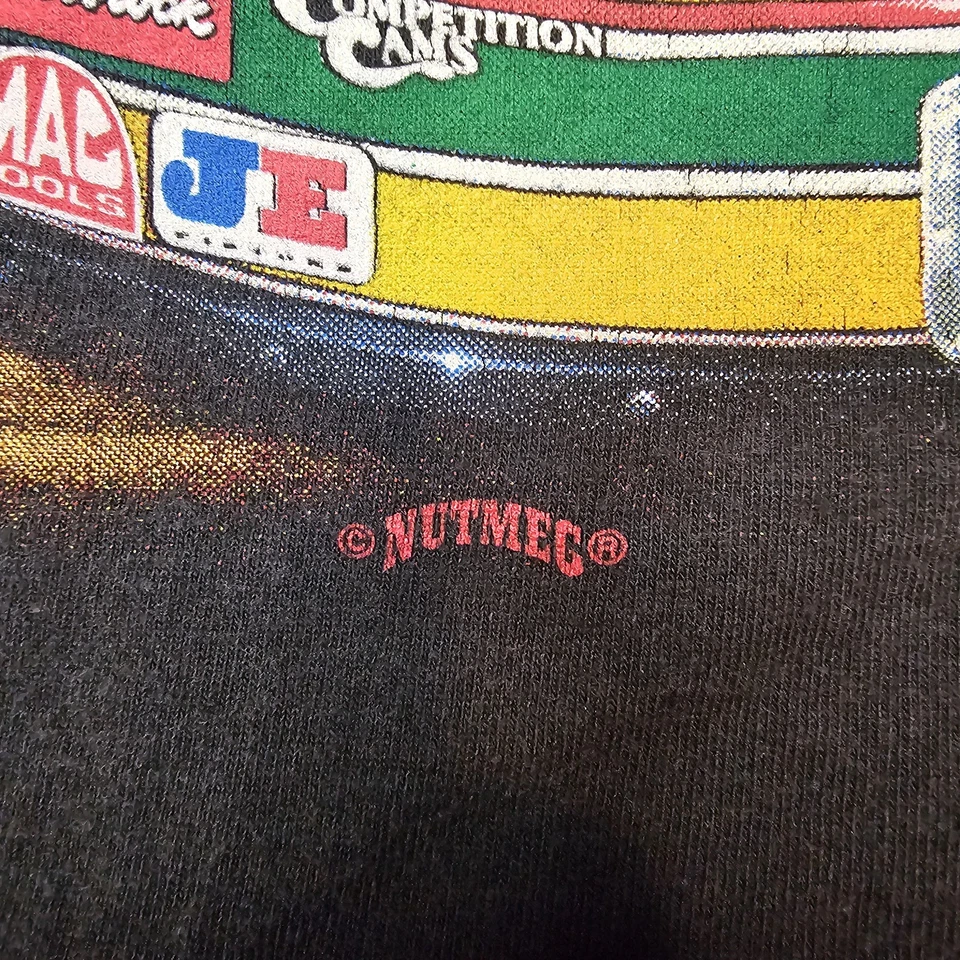 COMPETITION
CAMS
MAC
TOOLS
JE
© NUTMEG ®